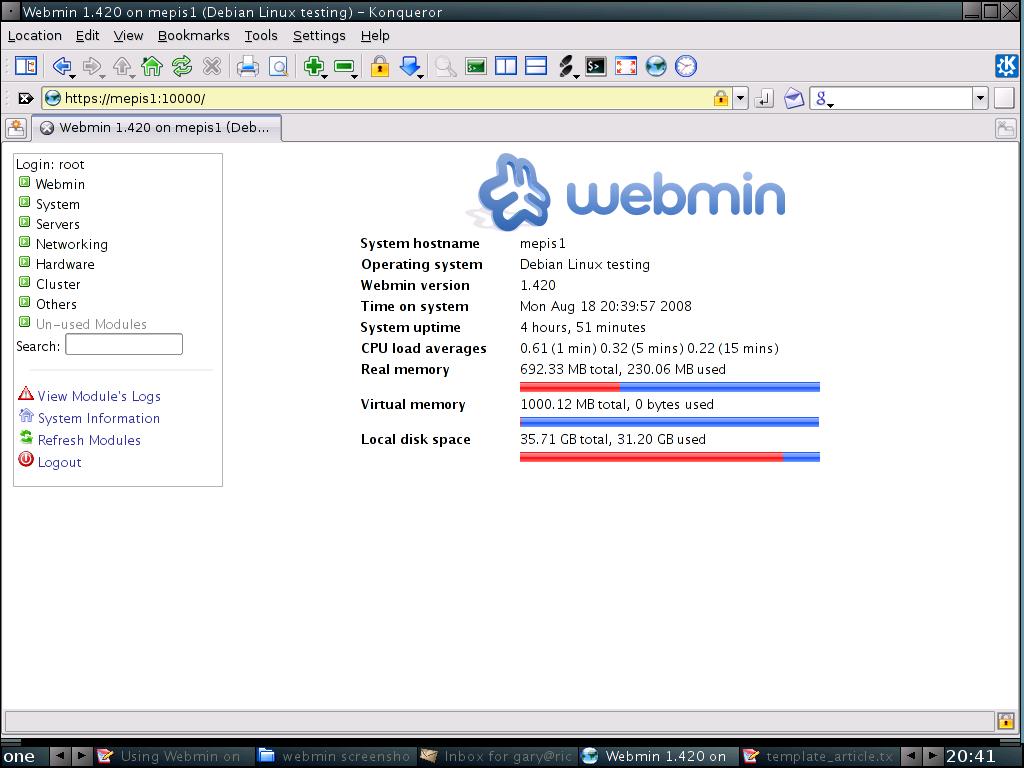 Webmin 1.420 on mepis1 (Debian Linux testing) – Konqueror
Location Edit View Bookmarks Tools Settings Help
https://mepis1:10000/
g
Webmin 1.420 on mepis1 (Deb...
Login: root
Webmin
System
Servers
Networking
Hardware
Cluster
Others
Un-used Modules
Search:
View Module's Logs
System Information
Refresh Modules
Logout
webmin
System hostname mepis1
Operating system Debian Linux testing
Webmin version 1.420
Time on system Mon Aug 18 20:39:57 2008
System uptime 4 hours, 51 minutes
CPU load averages 0.61 (1 min) 0.32 (5 mins) 0.22 (15 mins)
Real memory 692.33 MB total, 230.06 MB used
Virtual memory 1000.12 MB total, 0 bytes used
Local disk space 35.71 GB total, 31.20 GB used
one Using Webmin on webmin screensho Inbox for gary@ric Webmin 1.420 on template_article.tx 20:41